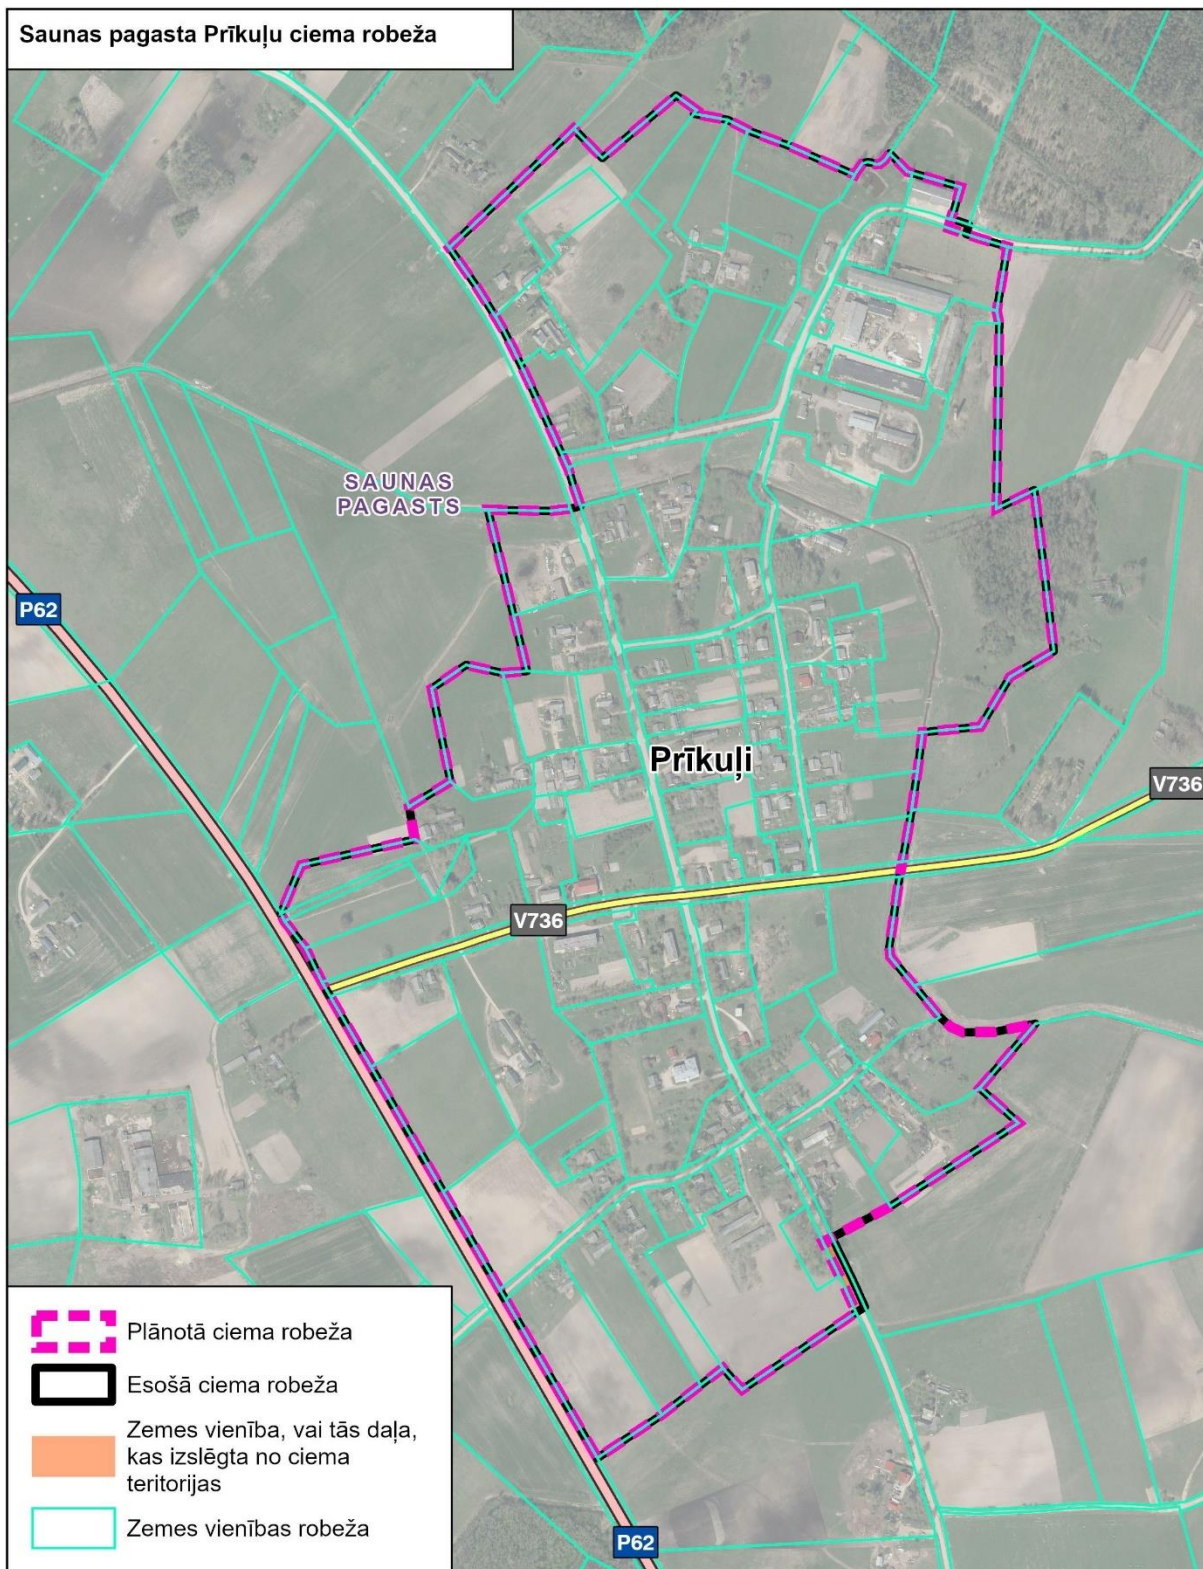 Saunas pagasta Prīkuļu ciema robeža
SAUNAS
PAGASTS
P62
Prīkuļi
V736
V736
Plānotā ciema robeža
Esošā ciema robeža
Zemes vienība, vai tās daļa,
kas izslēgta no ciema
teritorijas
Zemes vienības robeža
P62